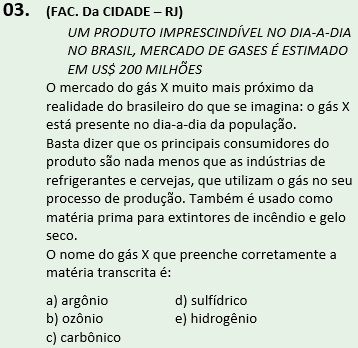 03. (FAC. Da CIDADE – RJ)
UM PRODUTO IMPRESCINDÍVEL NO DIA-A-DIA
NO BRASIL, MERCADO DE GASES É ESTIMADO
EM US$ 200 MILHÕES
O mercado do gás X muito mais próximo da
realidade do brasileiro do que se imagina: o gás X
está presente no dia-a-dia da população.
Basta dizer que os principais consumidores do
produto são nada menos que as indústrias de
refrigerantes e cervejas, que utilizam o gás no seu
processo de produção. Também é usado como
matéria prima para extintores de incêndio e gelo
seco.
O nome do gás X que preenche corretamente a
matéria transcrita é:
a) argônio d) sulfídrico
b) ozônio e) hidrogênio
c) carbônico